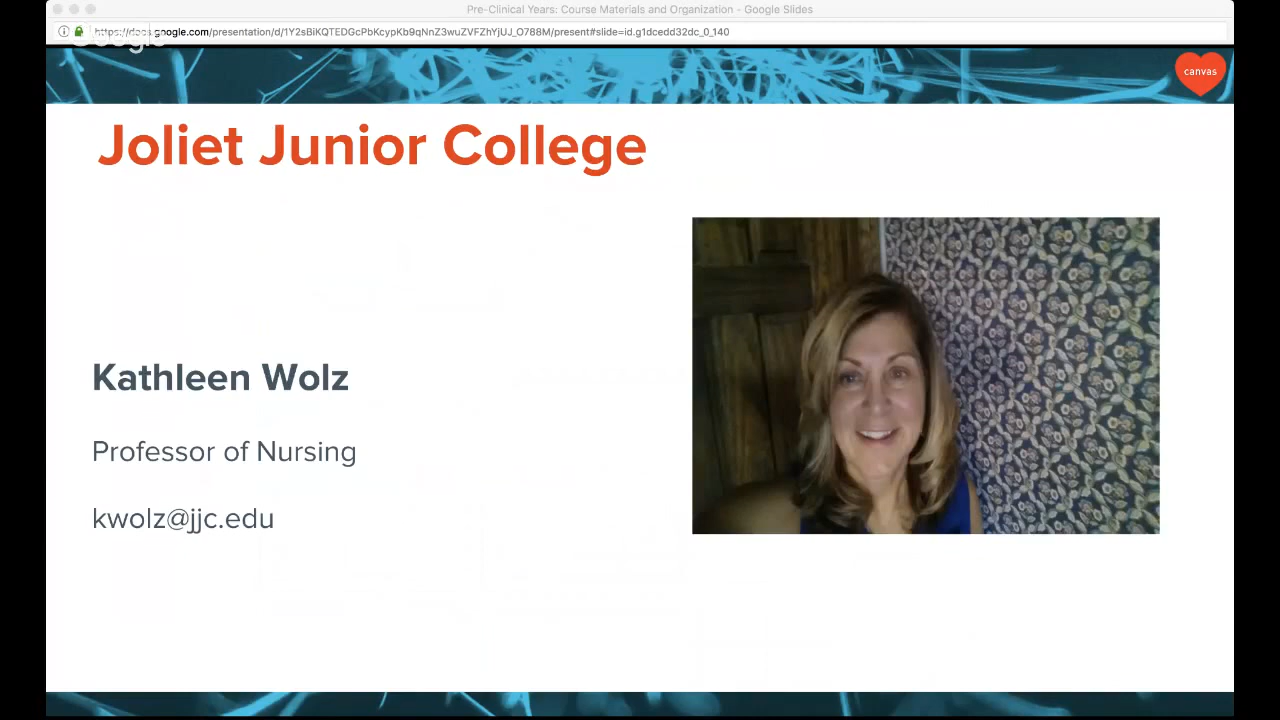 Pre-Clinical Years: Course Materials and Organization - Google Slides
https://docs.google.com/presentation/d/1Y2sBiKQTEDGcPbKcypKb9qNnZ3wuZVFZhYjUJ_O788M/present#slide=id.g1dcedd32dc_0_140
Google
canvas
Joliet Junior College
Kathleen Wolz
Professor of Nursing
kwolz@jjc.edu